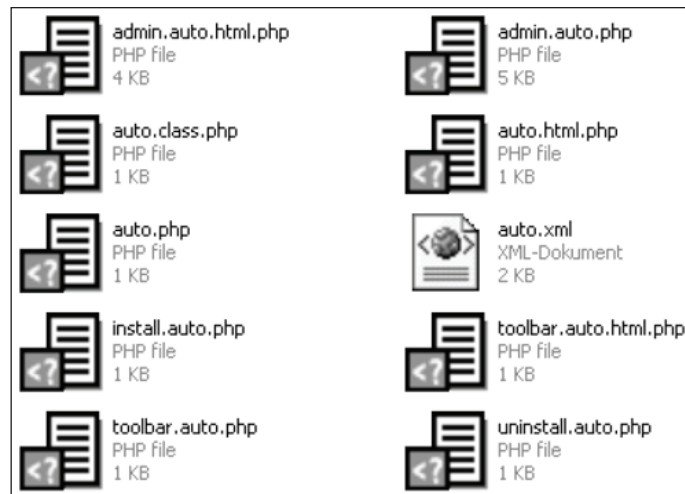 admin.auto.html.php
PHP file
4 KB
admin.auto.php
PHP file
5 KB
auto.class.php
PHP file
1 KB
auto.html.php
PHP file
1 KB
auto.php
PHP file
1 KB
auto.xml
XML-Dokument
2 KB
install.auto.php
PHP file
1 KB
toolbar.auto.html.php
PHP file
1 KB
toolbar.auto.php
PHP file
1 KB
uninstall.auto.php
PHP file
1 KB